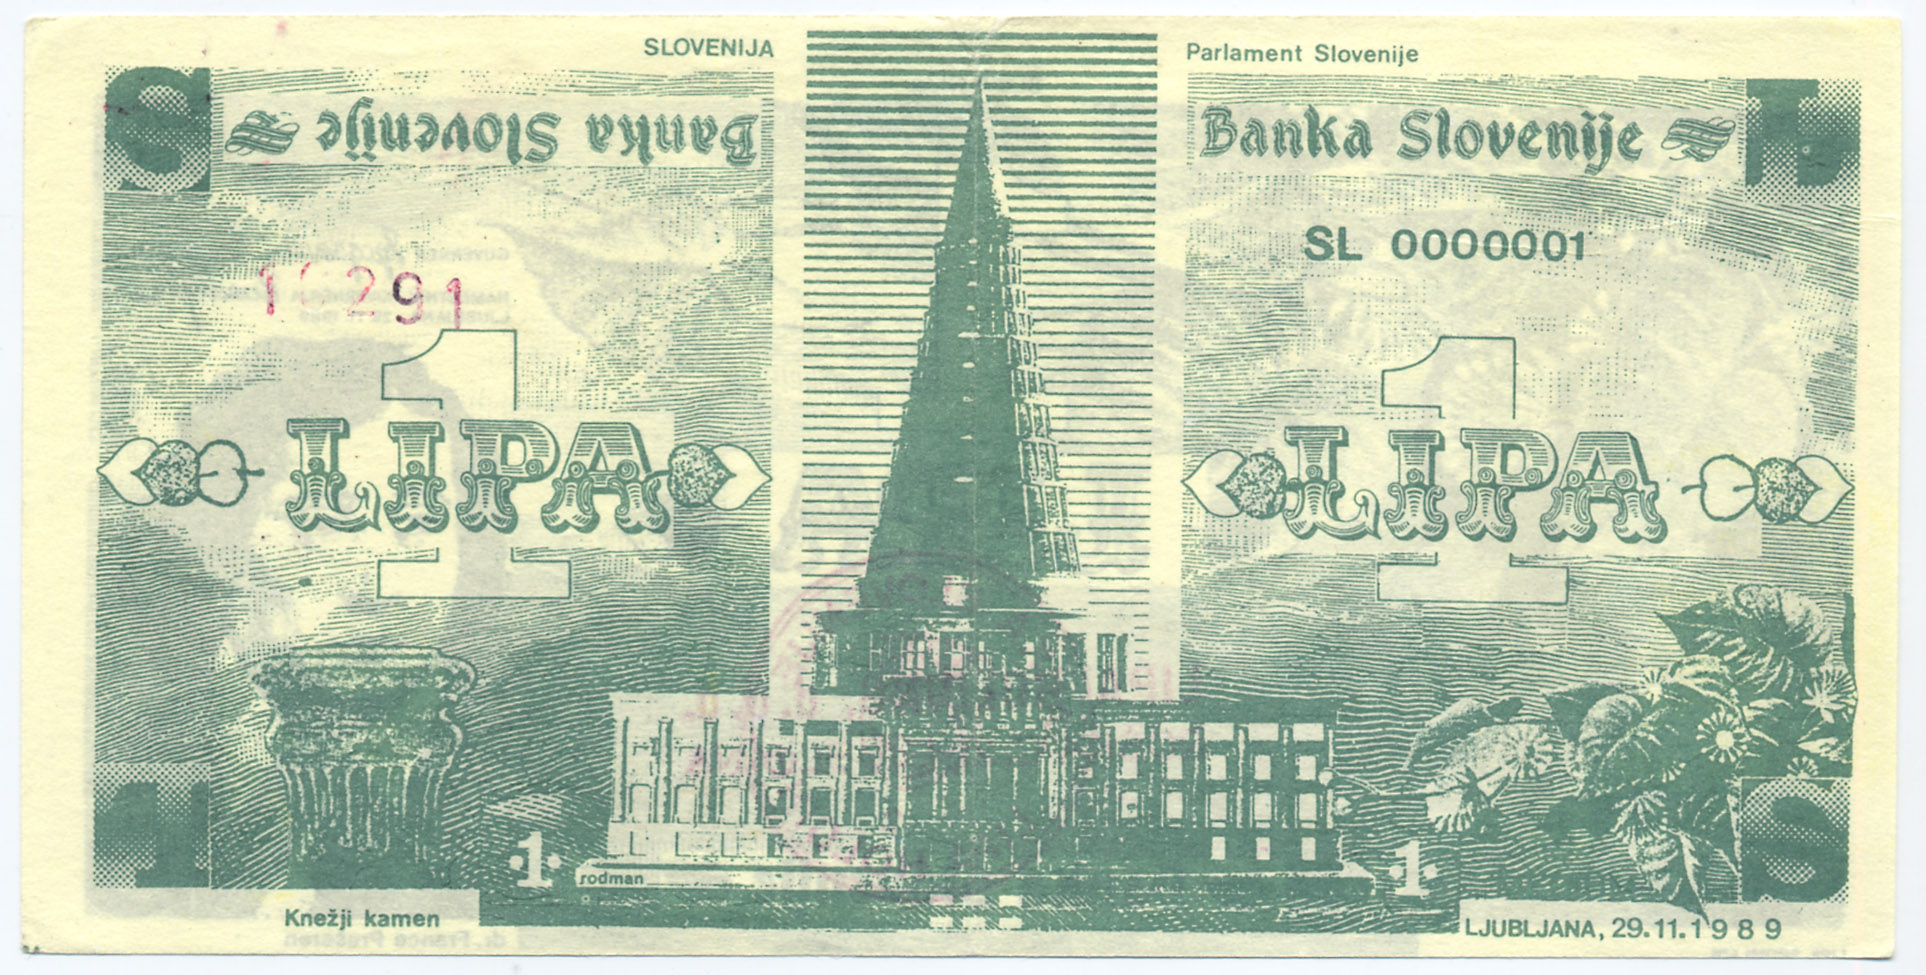 SLOVENIJA
Parlament Slovenije
Banka Slovenije
Banka Slovenije
SL 0000001
291
1
LIPA
1
LIPA
1
rodman
1
Knežji kamen
LJUBLJANA, 29.11.1989